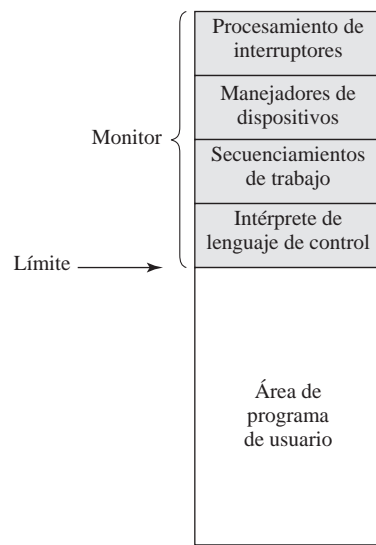 Procesamiento de
interruptores
Manejadores de
dispositivos
Monitor
Secuenciamientos
de trabajo
Intérprete de
lenguaje de control
Límite
Área de
programa
de usuario